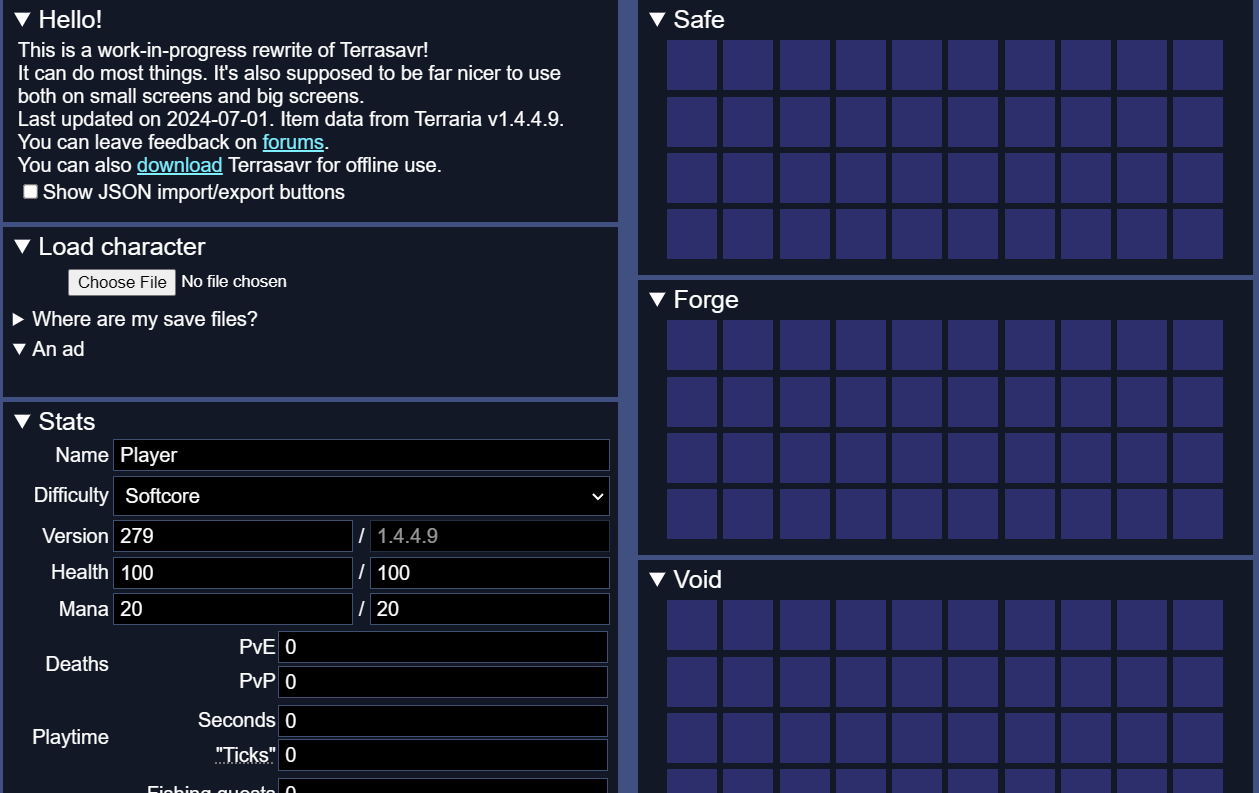 Hello!
This is a work-in-progress rewrite of Terrasavr!
It can do most things. It's also supposed to be far nicer to use
both on small screens and big screens.
Last updated on 2024-07-01. Item data from Terraria v1.4.4.9.
You can leave feedback on forums.
You can also download Terrasavr for offline use.
Show JSON import/export buttons
Load character
Choose File No file chosen
Where are my save files?
An ad
Stats
Name Player
Difficulty Softcore
Version 279 / 1.4.4.9
Health 100 / 100
Mana 20 / 20
Deaths
PvE 0
PvP 0
Playtime
Seconds 0
"Ticks" 0
Fishing quests 0
Safe
Forge
Void